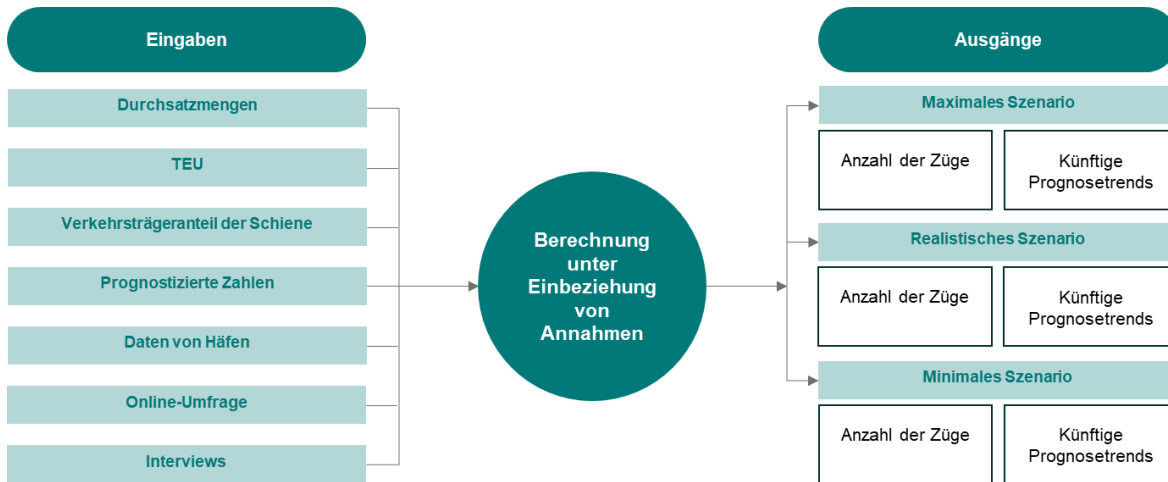 Eingaben
Durchsatzmengen
TEU
Verkehrsträgeranteil der Schiene
Prognostizierte Zahlen
Daten von Häfen
Online-Umfrage
Interviews
Berechnung
unter
Einbeziehung
von
Annahmen
Ausgänge
Maximales Szenario
Anzahl der Züge
Künftige
Prognosetrends
Realistisches Szenario
Anzahl der Züge
Künftige
Prognosetrends
Minimales Szenario
Anzahl der Züge
Künftige
Prognosetrends